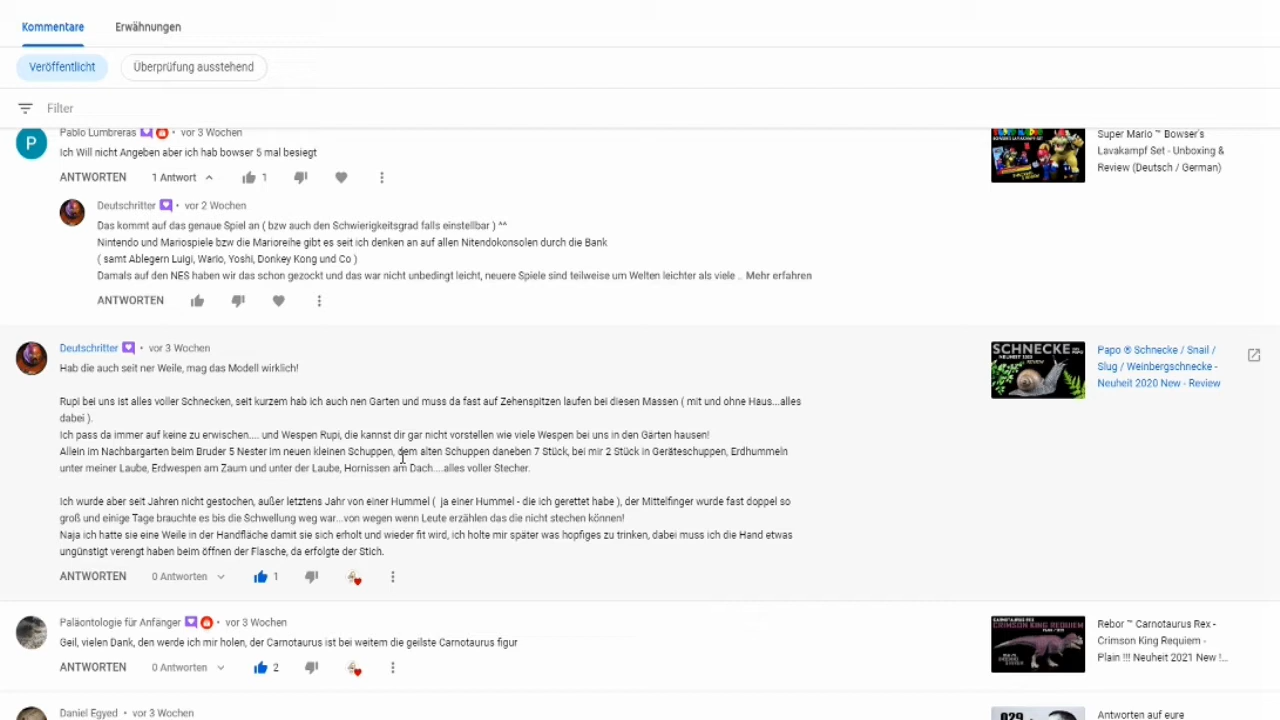 Kommentare
Erwähnungen
Veröffentlicht
Überprüfung ausstehend
Filter
P
Pablo Lumbreras • vor 3 Wochen
Ich Will nicht Angeben aber ich hab bowser 5 mal besiegt
ANTWORTEN 1 Antwort 1
Super Mario ™ Bowser's
Lavakampf Set - Unboxing &
Review (Deutsch / German)
Deutschritter • vor 2 Wochen
Das kommt auf das genaue Spiel an ( bzw auch den Schwierigkeitsgrad falls einstellbar ) ^^
Nintendo und Mariospiele bzw die Marioreihe gibt es seit ich denken an auf allen Nitendokonsolen durch die Bank
( samt Ablegern Luigi, Wario, Yoshi, Donkey Kong und Co )
Damals auf den NES haben wir das schon gezockt und das war nicht unbedingt leicht, neuere Spiele sind teilweise um Welten leichter als viele .. Mehr erfahren
ANTWORTEN
Deutschritter • vor 3 Wochen
Hab die auch seit ner Weile, mag das Modell wirklich!
Rupi bei uns ist alles voller Schnecken, seit kurzem hab ich auch nen Garten und muss da fast auf Zehenspitzen laufen bei diesen Massen ( mit und ohne Haus...alles
dabei ).
Ich pass da immer auf keine zu erwischen.... und Wespen Rupi, die kannst dir gar nicht vorstellen wie viele Wespen bei uns in den Gärten hausen!
Allein im Nachbargarten beim Bruder 5 Nester im neuen kleinen Schuppen, dem alten Schuppen daneben 7 Stück, bei mir 2 Stück in Geräteschuppen, Erdhummeln
unter meiner Laube, Erdwespen am Zaum und unter der Laube, Hornissen am Dach....alles voller Stecher.
Ich wurde aber seit Jahren nicht gestochen, außer letztens Jahr von einer Hummel ( ja einer Hummel - die ich gerettet habe ), der Mittelfinger wurde fast doppel so
groß und einige Tage brauchte es bis die Schwellung weg war...von wegen wenn Leute erzählen das die nicht stechen können!
Naja ich hatte sie eine Weile in der Handfläche damit sie sich erholt und wieder fit wird, ich holte mir später was hopfiges zu trinken, dabei muss ich die Hand etwas
ungünstig verengt haben beim öffnen der Flasche, da erfolgte der Stich.
ANTWORTEN 0 Antworten 1
SCHNECKE
REVIEW
Papo ® Schnecke / Snail /
Slug / Weinbergschnecke -
Neuheit 2020 New - Review
Paläontologie für Anfänger • vor 3 Wochen
Geil, vielen Dank, den werde ich mir holen, der Carnotaurus ist bei weitem die geilste Carnotaurus figur
ANTWORTEN 0 Antworten 2
CRIMSON KING REQUIEM
Rebor ™ Carnotaurus Rex -
Crimson King Requiem -
Plain !!! Neuheit 2021 New !...
Daniel Egyed • vor 3 Wochen
029
Antworten auf eure